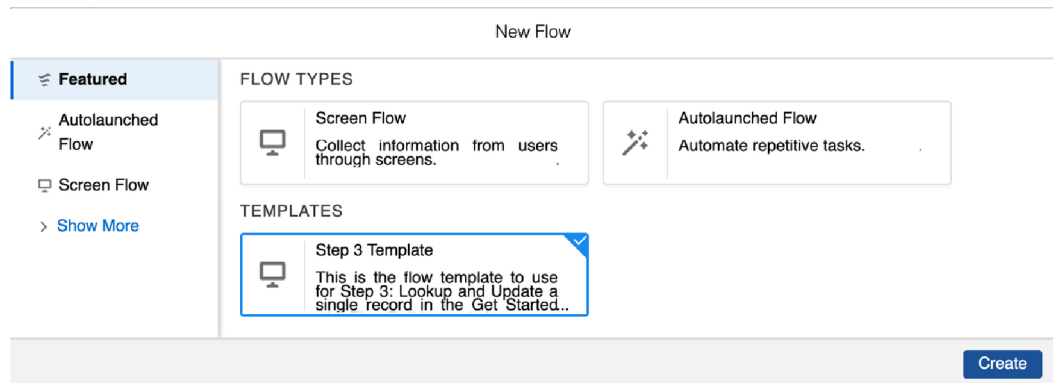 New Flow
Featured
Autolaunched
Flow
Screen Flow
Show More
FLOW TYPES
Screen Flow
Collect information from users
through screens.
Autolaunched Flow
Automate repetitive tasks.
TEMPLATES
Step 3 Template
This is the flow template to use
for Step 3: Lookup and Update a
single record in the Get Started...
Create